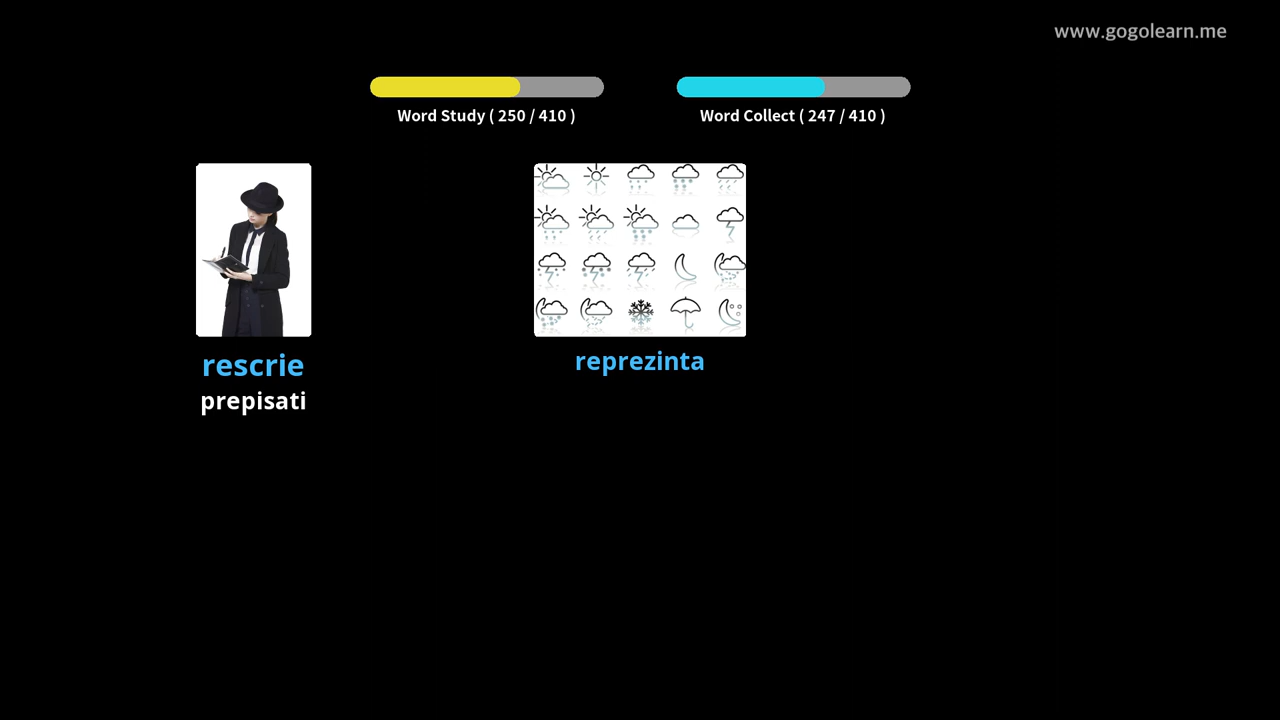 www.gogolearn.me
Word Study ( 250 / 410 )
Word Collect ( 247 / 410 )
rescrie
prepisati
reprezinta